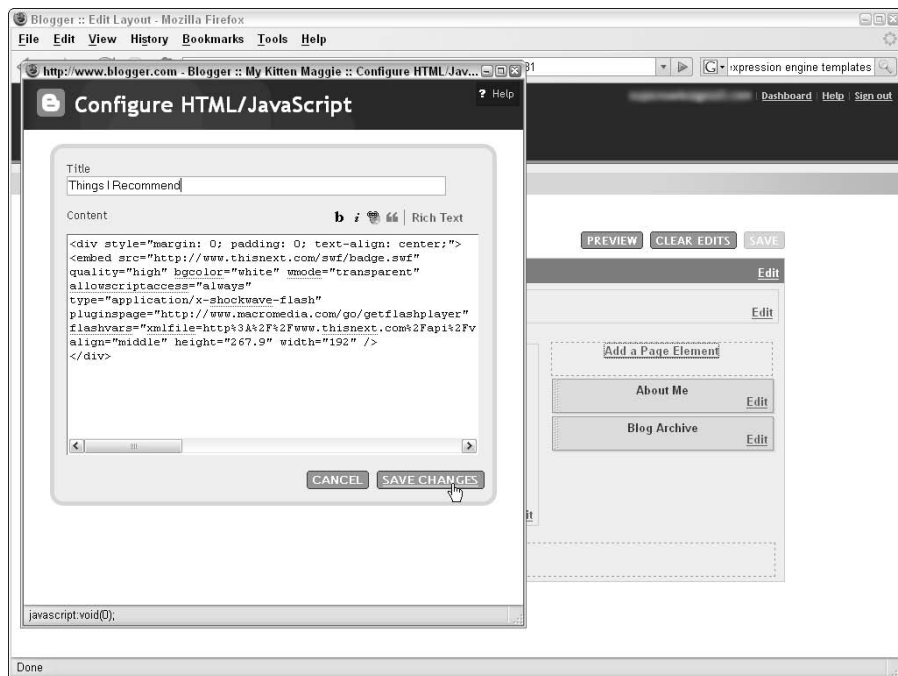 Blogger :: Edit Layout - Mozilla Firefox
File Edit View History Bookmarks Tools Help
http://www.blogger.com - Blogger :: My Kitten Maggie :: Configure HTML/Jav...
31
G
xpression engine templates
Configure HTML/JavaScript
? Help
Dashboard | Help | Sign out
Title
Things I Recommend
Content
b i Rich Text
<div style="margin: 0; padding: 0; text-align: center;">
<embed src="http://www.thisnext.com/swf/badge.swf"
quality="high" bgcolor="white" wmode="transparent"
allowscriptaccess="always"
type="application/x-shockwave-flash"
pluginspage="http://www.macromedia.com/go/getflashplayer"
flashvars="xmlfile=http%3A%2F%2Fwww.thisnext.com%2Fapi%2Fv
align="middle" height="267.9" width="192" />
</div>
CANCEL SAVE CHANGES
PREVIEW CLEAR EDITS SAVE
Edit
Edit
Add a Page Element
About Me
Edit
Blog Archive
Edit
it
javascript:void(0);
Done